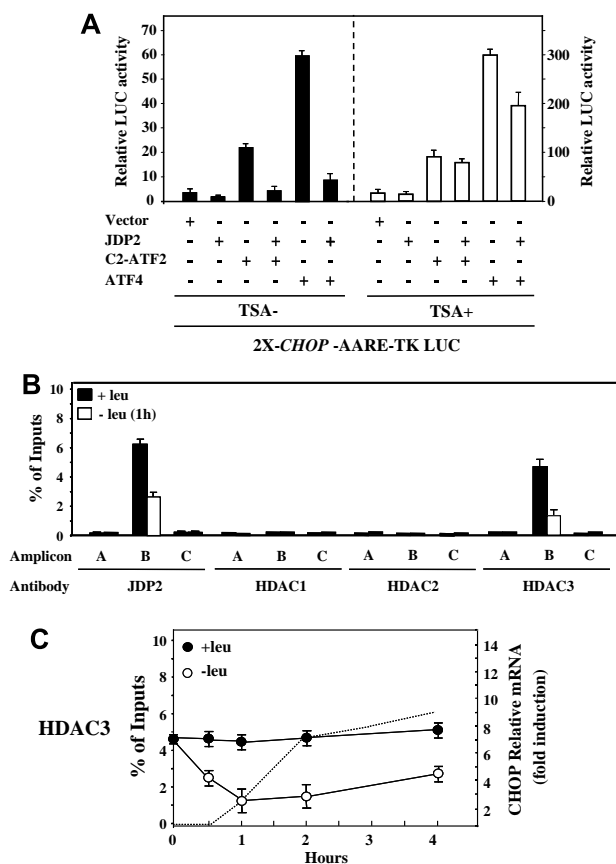 A
Relative LUC activity
70
60
50
40
30
20
10
0
300
200
100
0
Relative LUC activity
Vector + - - - - - + - - - - -
JDP2 - + - + - + - + - + - +
C2-ATF2 - - + + - - - - + + - -
ATF4 - - - - + + - - - - + +
TSA- TSA+
2X-CHOP -AARE-TK LUC
B
% of Inputs
10
8
6
4
2
0
+ leu
- leu (1h)
Amplicon A B C A B C A B C A B C
Antibody JDP2 HDAC1 HDAC2 HDAC3
C
HDAC3
% of Inputs
10
8
6
4
2
0
+leu
-leu
14
12
10
8
6
4
2
CHOP Relative mRNA
(fold induction)
0 1 2 3 4
Hours